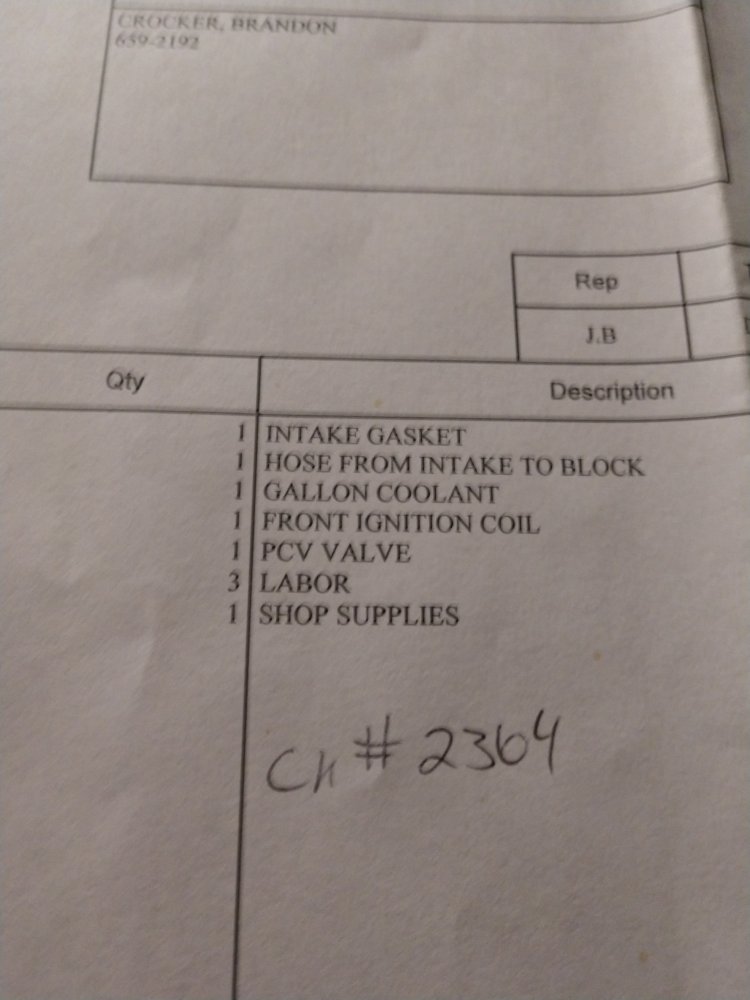 CROCKER, BRANDON
659-2192
Rep
J.B
Qty Description
1 INTAKE GASKET
1 HOSE FROM INTAKE TO BLOCK
1 GALLON COOLANT
1 FRONT IGNITION COIL
1 PCV VALVE
3 LABOR
1 SHOP SUPPLIES
Ch # 2364